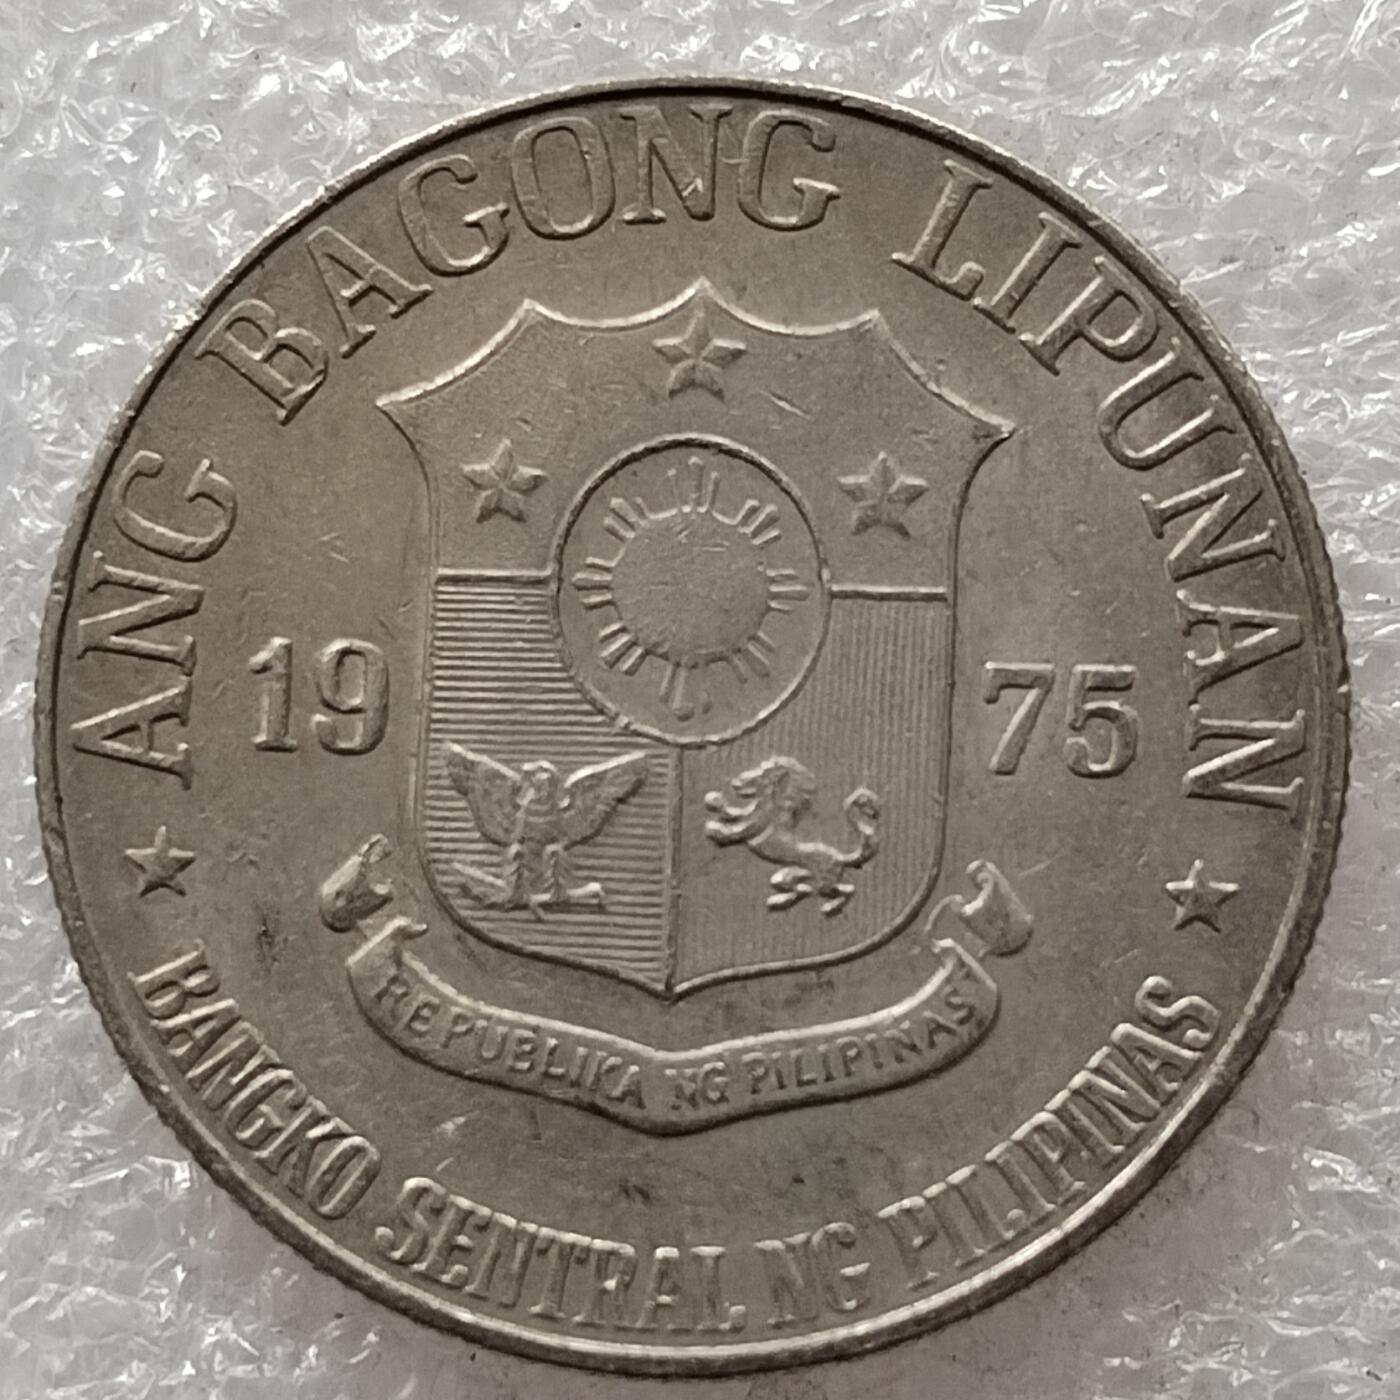 ANG BAGONG LIPUNAN
19 75
REPUBLIKA NG PILIPINAS
BANGKO SENTRAL NG PILIPINAS